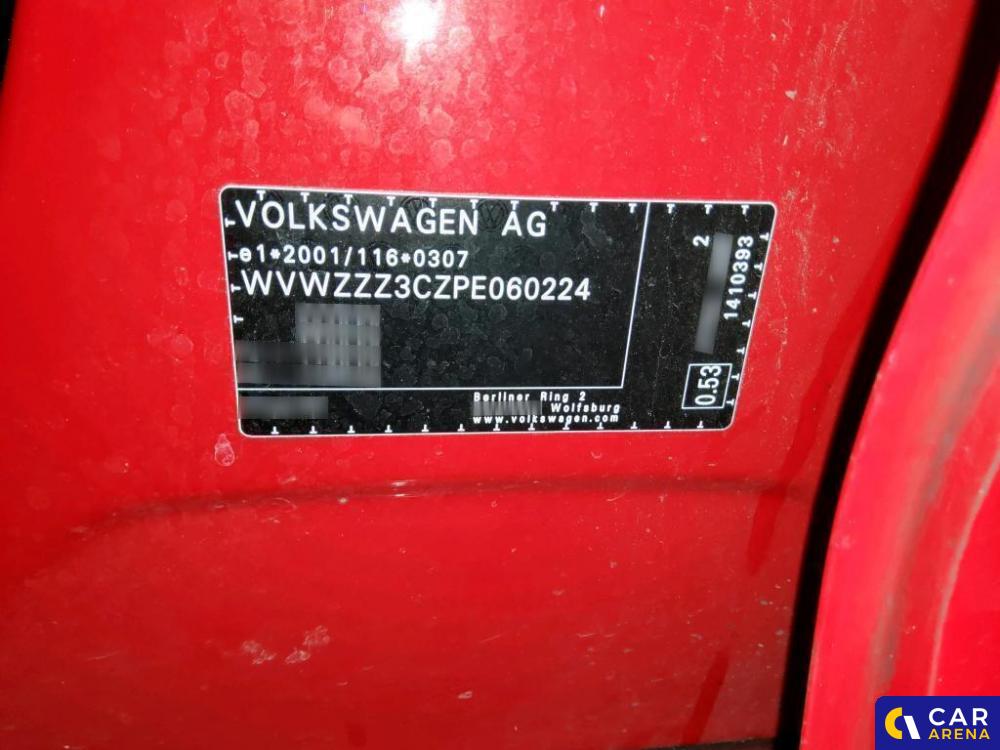 VOLKSWAGEN AG
e1*2001/116*0307
WVWZZZ3CZPE060224
Berliner Ring 2
Wolfsburg
www.volkswagen.com
2
1410393
0.53
CAR
ARENA